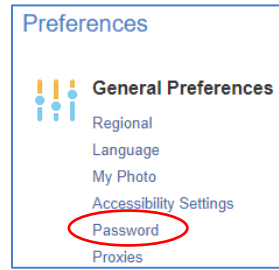 Preferences
General Preferences
Regional
Language
My Photo
Accessibility Settings
Password
Proxies